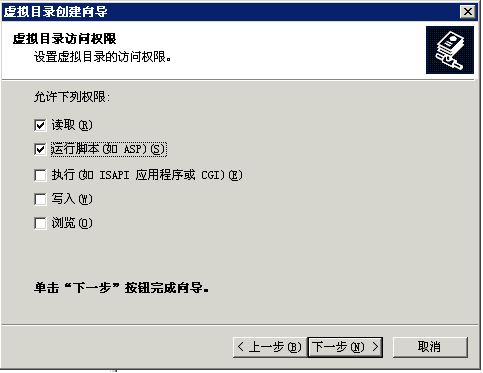 虚拟目录创建向导
虚拟目录访问权限
设置虚拟目录的访问权限。
允许下列权限:
读取(R)
运行脚本(如 ASP)(S)
执行(如 ISAPI 应用程序或 CGI)(E)
写入(W)
浏览(O)
单击“下一步”按钮完成向导。
< 上一步(B) 下一步(N) > 取消